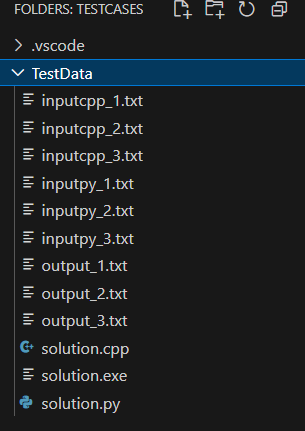 FOLDERS: TESTCASES
.vscode
TestData
inputcpp_1.txt
inputcpp_2.txt
inputcpp_3.txt
inputpy_1.txt
inputpy_2.txt
inputpy_3.txt
output_1.txt
output_2.txt
output_3.txt
solution.cpp
solution.exe
solution.py